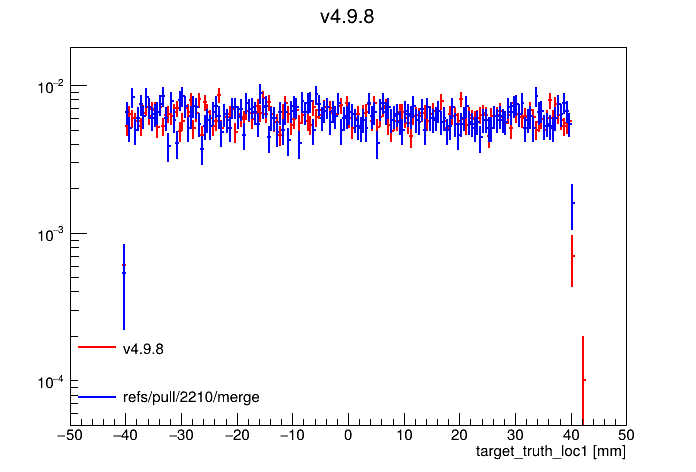 v4.9.8
10⁻²
10⁻³
10⁻⁴
v4.9.8
refs/pull/2210/merge
−50 −40 −30 −20 −10 0 10 20 30 40 50
target_truth_loc1 [mm]